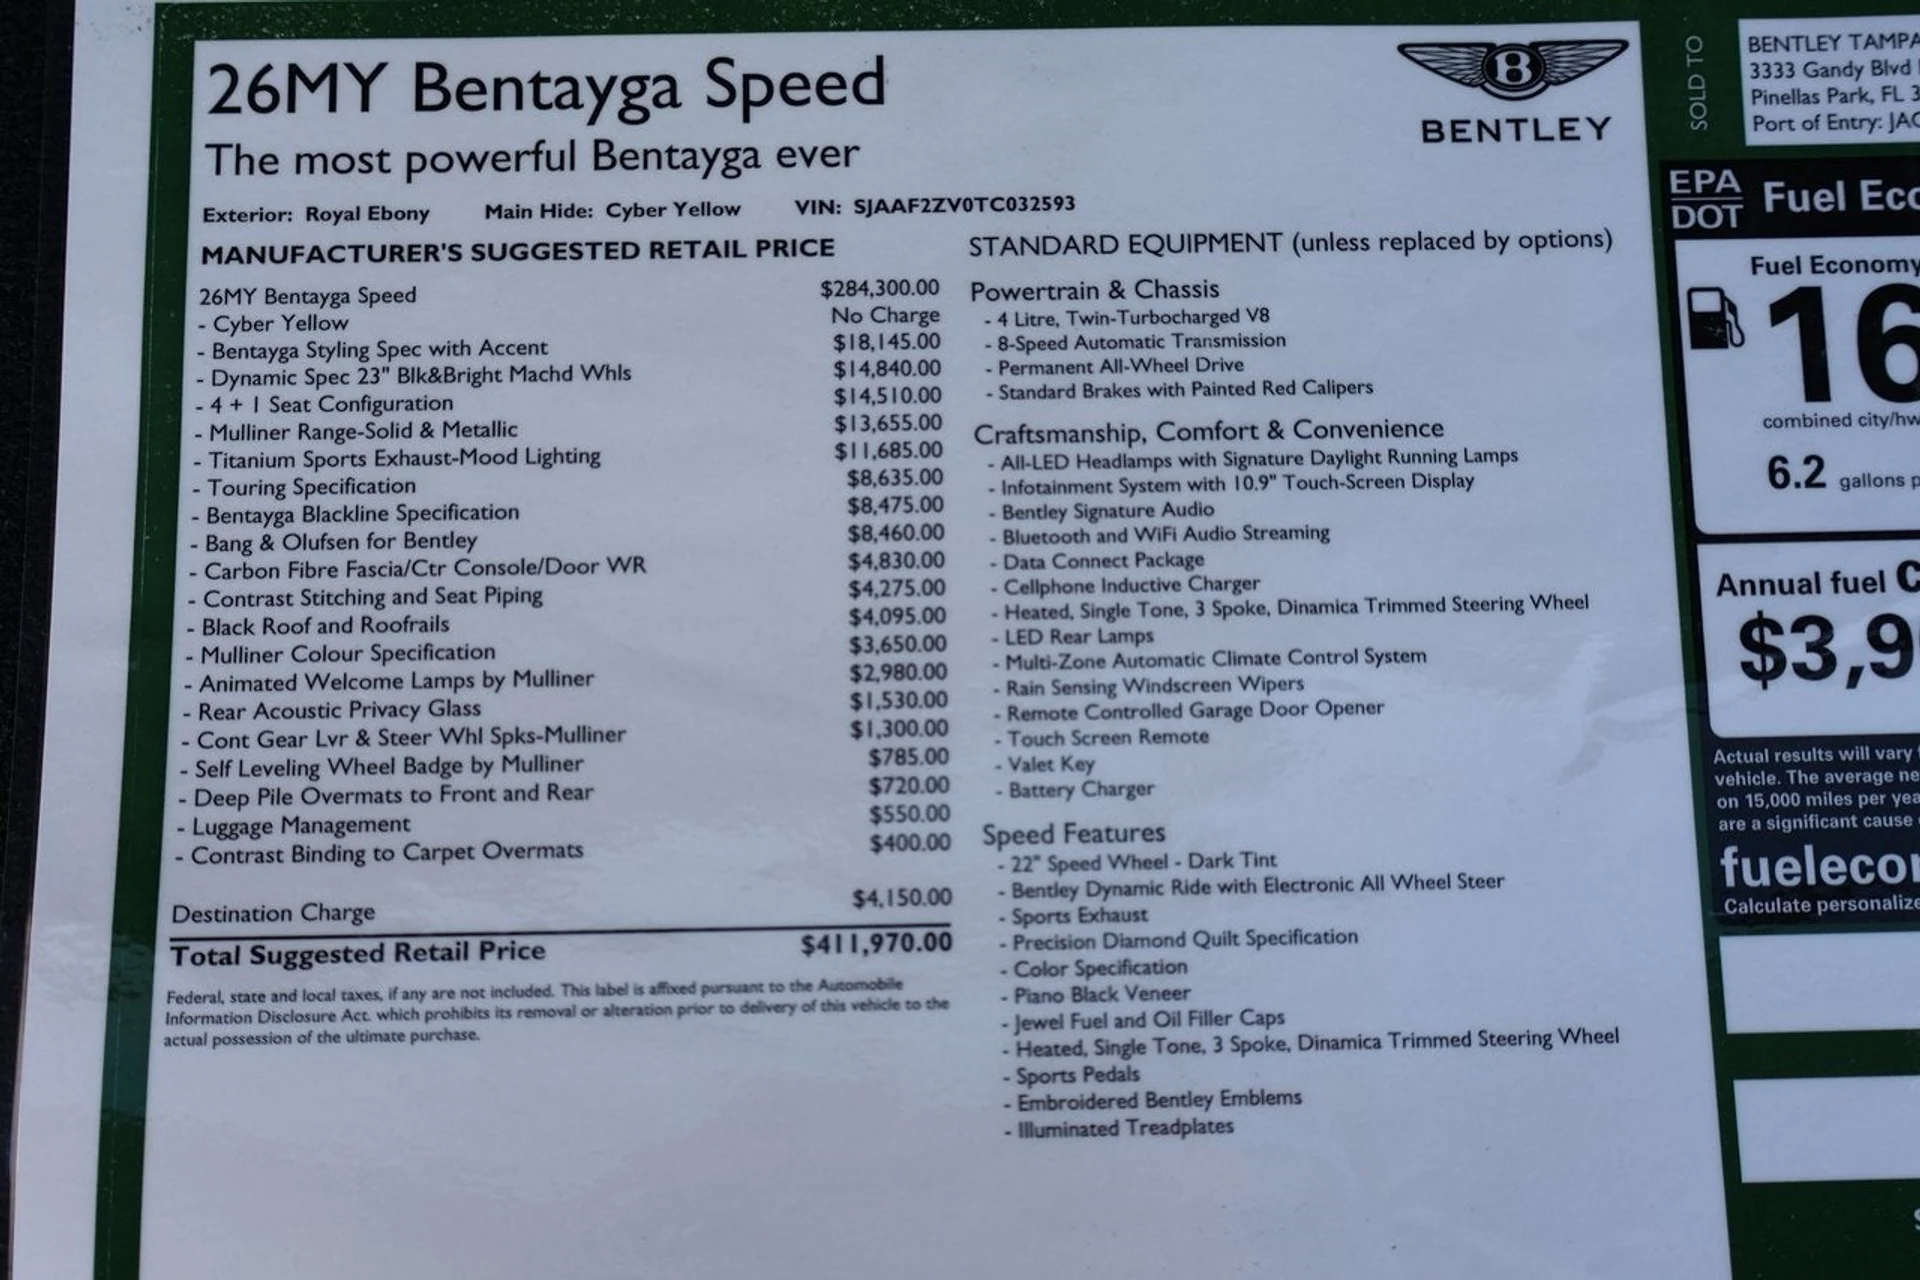 26MY Bentayga Speed
The most powerful Bentayga ever
BENTLEY
Exterior: Royal Ebony Main Hide: Cyber Yellow VIN: SJAAF2ZV0TC032593
MANUFACTURER'S SUGGESTED RETAIL PRICE
26MY Bentayga Speed $284,300.00
- Cyber Yellow No Charge
- Bentayga Styling Spec with Accent $18,145.00
- Dynamic Spec 23" Blk&Bright Machd Whls $14,840.00
- 4 + 1 Seat Configuration $14,510.00
- Mulliner Range-Solid & Metallic $13,655.00
- Titanium Sports Exhaust-Mood Lighting $11,685.00
- Touring Specification $8,635.00
- Bentayga Blackline Specification $8,475.00
- Bang & Olufsen for Bentley $8,460.00
- Carbon Fibre Fascia/Ctr Console/Door WR $4,830.00
- Contrast Stitching and Seat Piping $4,275.00
- Black Roof and Roofrails $4,095.00
- Mulliner Colour Specification $3,650.00
- Animated Welcome Lamps by Mulliner $2,980.00
- Rear Acoustic Privacy Glass $1,530.00
- Cont Gear Lvr & Steer Whl Spks-Mulliner $1,300.00
- Self Leveling Wheel Badge by Mulliner $785.00
- Deep Pile Overmats to Front and Rear $720.00
- Luggage Management $550.00
- Contrast Binding to Carpet Overmats $400.00
Destination Charge $4,150.00
Total Suggested Retail Price $411,970.00
Federal, state and local taxes, if any are not included. This label is affixed pursuant to the Automobile
Information Disclosure Act. which prohibits its removal or alteration prior to delivery of this vehicle to the
actual possession of the ultimate purchase.
STANDARD EQUIPMENT (unless replaced by options)
Powertrain & Chassis
- 4 Litre, Twin-Turbocharged V8
- 8-Speed Automatic Transmission
- Permanent All-Wheel Drive
- Standard Brakes with Painted Red Calipers
Craftsmanship, Comfort & Convenience
- All-LED Headlamps with Signature Daylight Running Lamps
- Infotainment System with 10.9" Touch-Screen Display
- Bentley Signature Audio
- Bluetooth and WiFi Audio Streaming
- Data Connect Package
- Cellphone Inductive Charger
- Heated, Single Tone, 3 Spoke, Dinamica Trimmed Steering Wheel
- LED Rear Lamps
- Multi-Zone Automatic Climate Control System
- Rain Sensing Windscreen Wipers
- Remote Controlled Garage Door Opener
- Touch Screen Remote
- Valet Key
- Battery Charger
Speed Features
- 22" Speed Wheel - Dark Tint
- Bentley Dynamic Ride with Electronic All Wheel Steer
- Sports Exhaust
- Precision Diamond Quilt Specification
- Color Specification
- Piano Black Veneer
- Jewel Fuel and Oil Filler Caps
- Heated, Single Tone, 3 Spoke, Dinamica Trimmed Steering Wheel
- Sports Pedals
- Embroidered Bentley Emblems
- Illuminated Treadplates
SOLD TO
BENTLEY TAMPA
3333 Gandy Blvd
Pinellas Park, FL 3
Port of Entry: JAC
EPA
DOT
Fuel Eco
Fuel Economy
16
combined city/hw
6.2 gallons p
Annual fuel C
$3,9
Actual results will vary
vehicle. The average ne
on 15,000 miles per yea
are a significant cause
fuelecon
Calculate personalize